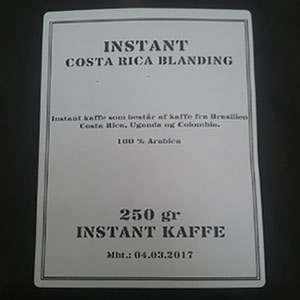 INSTANT
COSTA RICA BLANDING
Instant kaffe som består af kaffe fra Brasilien
Costa Rica, Uganda og Colombia.
100 % Arabica
250 gr
INSTANT KAFFE
Mht.: 04.03.2017